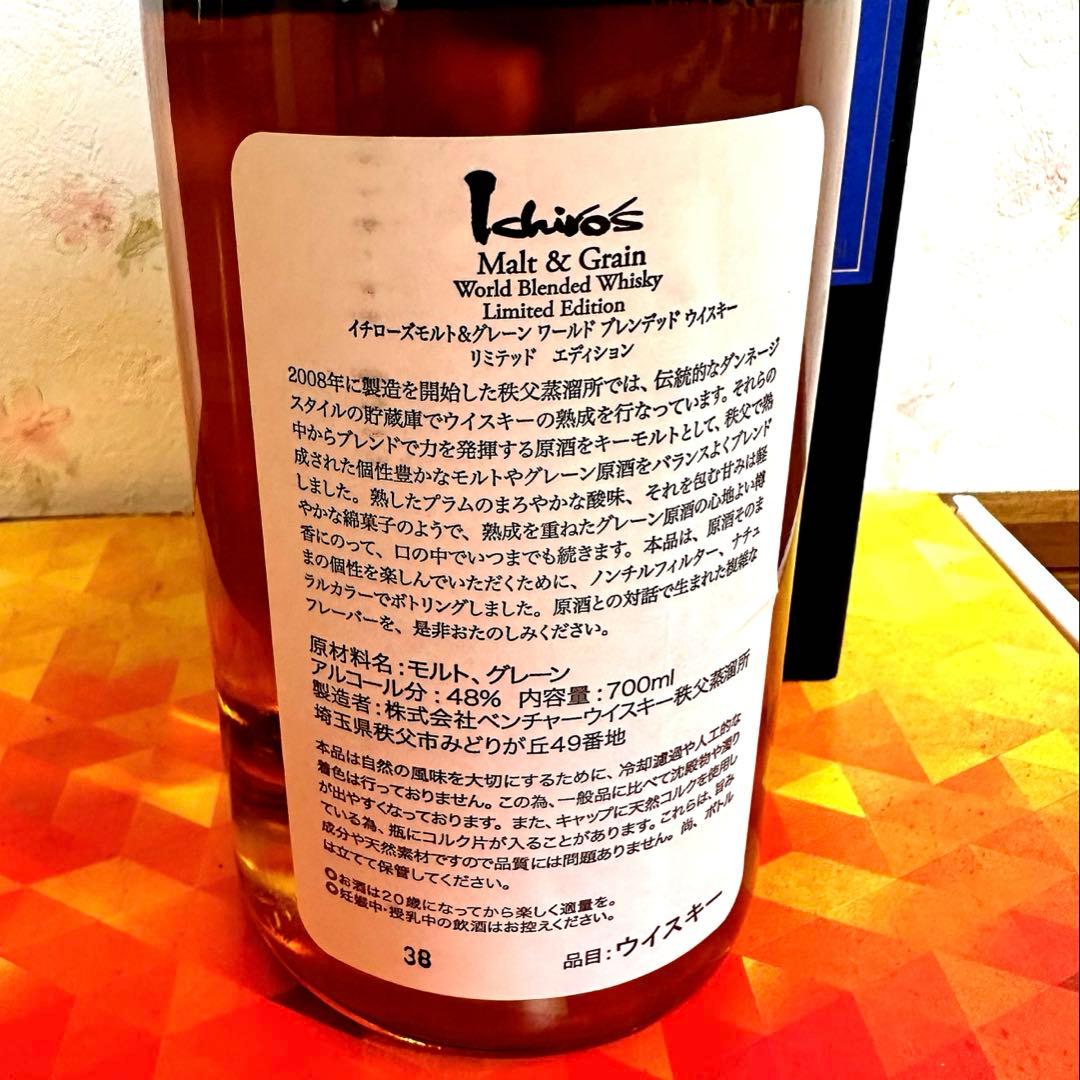 Ichiro's
Malt & Grain
World Blended Whisky
Limited Edition
イチローズモルト&グレーン ワールド ブレンデッド ウイスキー
リミテッド エディション
2008年に製造を開始した秩父蒸溜所では、伝統的なダンネージ
スタイルの貯蔵庫でウイスキーの熟成を行なっています。それらの
中からブレンドで力を発揮する原酒をキーモルトとして、秩父で熟
成された個性豊かなモルトやグレーン原酒をバランスよくブレンド
しました。熟したプラムのまろやかな酸味、それを包む甘みは軽
やかな綿菓子のようで、熟成を重ねたグレーン原酒の心地よい樽
香にのって、口の中でいつまでも続きます。本品は、原酒そのま
まの個性を楽しんでいただくために、ノンチルフィルター、ナチュ
ラルカラーでボトリングしました。原酒との対話で生まれた複雑な
フレーバーを、是非おたのしみください。
原材料名:モルト、グレーン
アルコール分:48% 内容量:700ml
製造者:株式会社ベンチャーウイスキー秩父蒸溜所
埼玉県秩父市みどりが丘49番地
本品は自然の風味を大切にするために、冷却濾過や人工的な
着色は行っておりません。この為、一般品に比べて沈殿物や濁り
が出やすくなっております。また、キャップに天然コルクを使用し
ている為、瓶にコルク片が入ることがあります。これらは、旨み
成分や天然素材ですので品質には問題ありません。尚、ボトル
は立てて保管してください。
◎お酒は20歳になってから楽しく適量を。
◎妊娠中・授乳中の飲酒はお控えください。
38
品目:ウイスキー